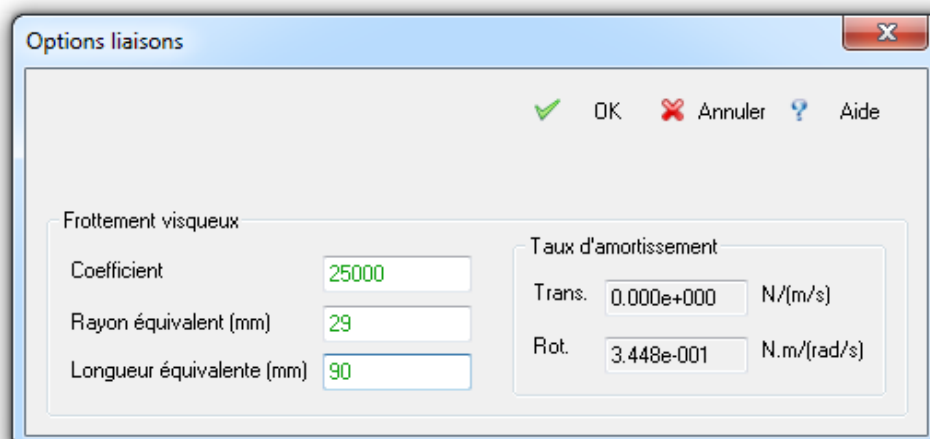 Options liaisons
OK Annuler Aide
Frottement visqueux
Coefficient 25000
Rayon équivalent (mm) 29
Longueur équivalente (mm) 90
Taux d'amortissement
Trans. 0.000e+000 N/(m/s)
Rot. 3.448e-001 N.m/(rad/s)